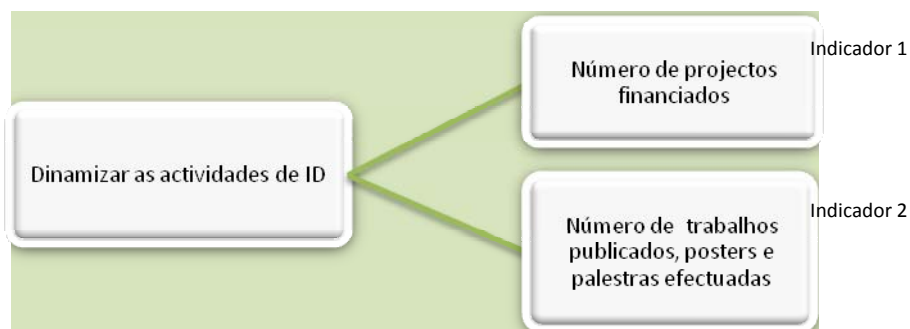 Dinamizar as actividades de ID
Número de projectos
financiados
Indicador 1
Número de trabalhos
publicados, posters e
palestras efectuadas
Indicador 2